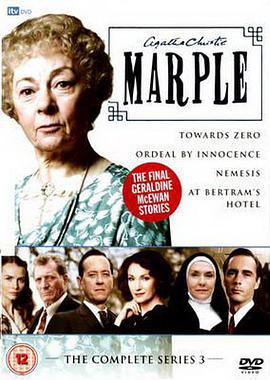 itv DVD
Agatha Christie
MARPLE
TOWARDS ZERO
ORDEAL BY INNOCENCE
NEMESIS
AT BERTRAM'S
HOTEL
THE FINAL
GERALDINE
McEWAN
STORIES
12
THE COMPLETE SERIES 3
DVD
VIDEO